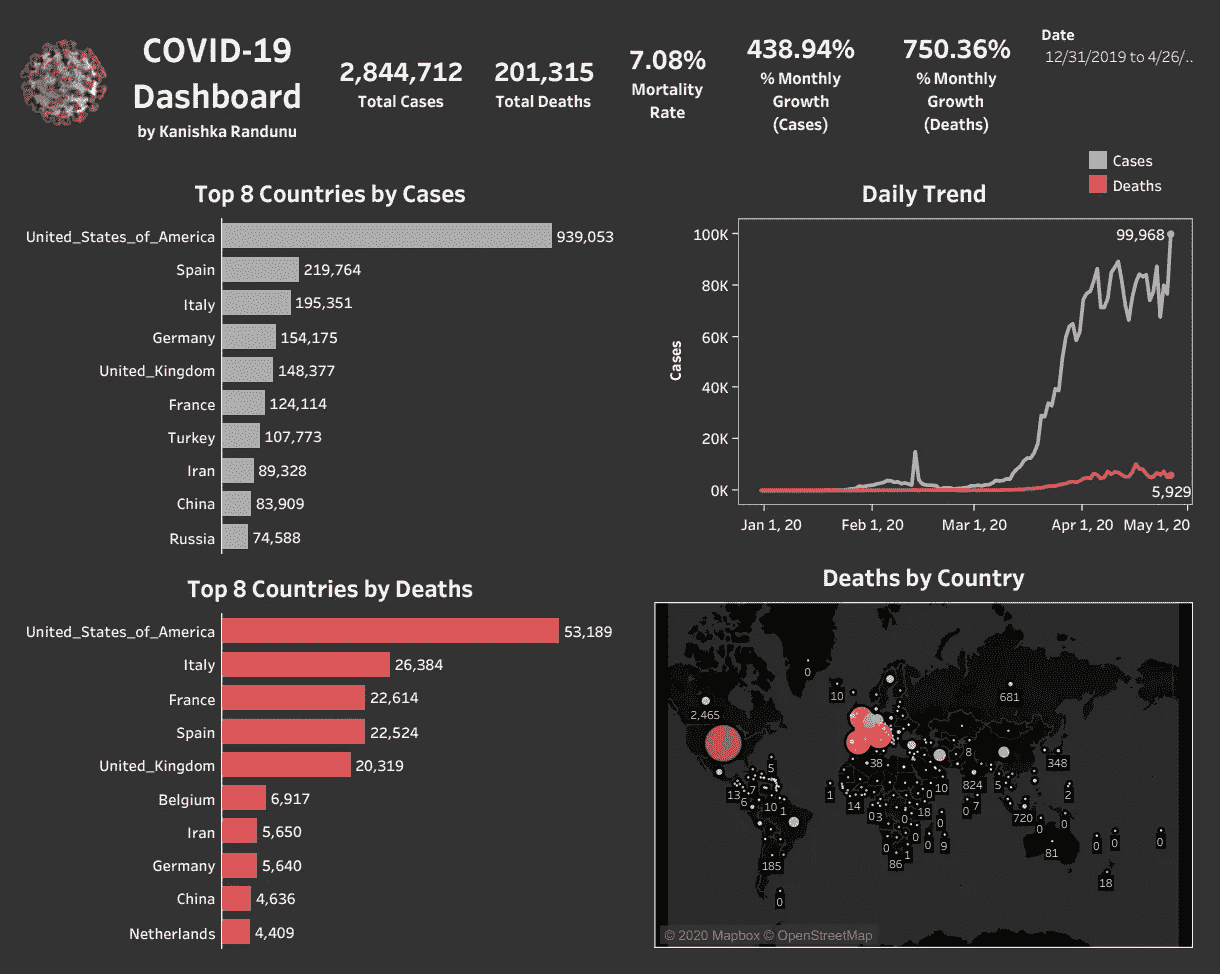 COVID-19
Dashboard
by Kanishka Randunu
2,844,712
Total Cases
201,315
Total Deaths
7.08%
Mortality
Rate
438.94%
% Monthly
Growth
(Cases)
750.36%
% Monthly
Growth
(Deaths)
Date
12/31/2019 to 4/26/..
Cases
Deaths
Top 8 Countries by Cases
United_States_of_America 939,053
Spain 219,764
Italy 195,351
Germany 154,175
United_Kingdom 148,377
France 124,114
Turkey 107,773
Iran 89,328
China 83,909
Russia 74,588
Daily Trend
Cases
100K
80K
60K
40K
20K
0K
99,968
5,929
Jan 1, 20 Feb 1, 20 Mar 1, 20 Apr 1, 20 May 1, 20
Top 8 Countries by Deaths
United_States_of_America 53,189
Italy 26,384
France 22,614
Spain 22,524
United_Kingdom 20,319
Belgium 6,917
Iran 5,650
Germany 5,640
China 4,636
Netherlands 4,409
Deaths by Country
0
10
681
2,465
5
38
8
348
13
7
6
10
1
1
14
0
3
0
10
18
824
5
0
7
2
720
0
0
0
0
0
0
9
0
1
86
81
0
0
0
185
18
0
© 2020 Mapbox © OpenStreetMap